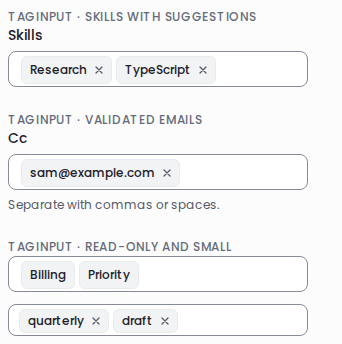 TAGINPUT · SKILLS WITH SUGGESTIONS
Skills
Research × TypeScript ×
TAGINPUT · VALIDATED EMAILS
Cc
sam@example.com ×
Separate with commas or spaces.
TAGINPUT · READ-ONLY AND SMALL
Billing Priority
quarterly × draft ×